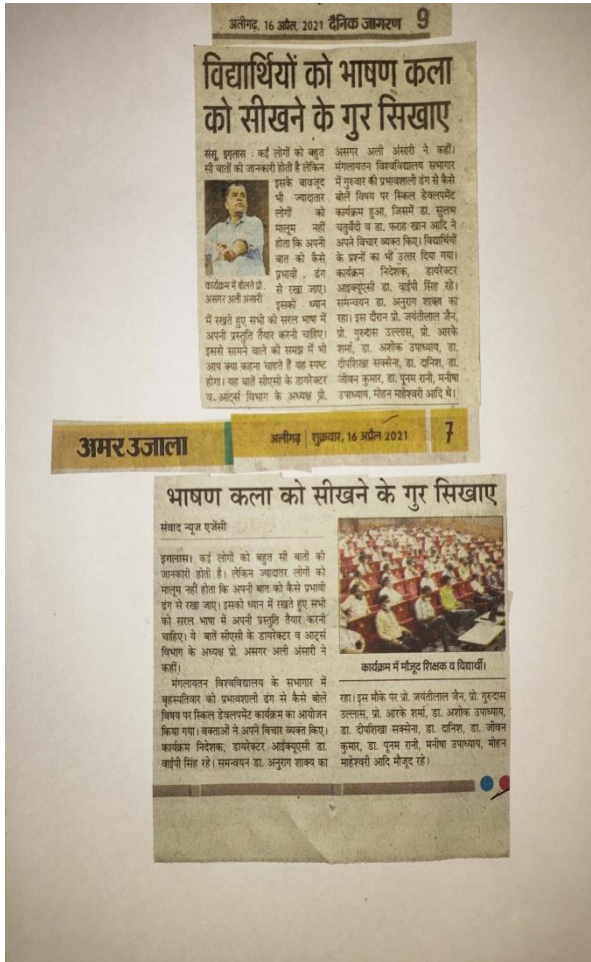 अलीगढ़, 16 अप्रैल, 2021 दैनिक जागरण 9
विद्यार्थियों को भाषण कला
को सीखने के गुर सिखाए
संसू, इगलास : कई लोगों को बहुत
सी बातों की जानकारी होती है लेकिन
इसके बावजूद
भी ज्यादातर
लोगों को
मालूम नहीं
होता कि अपनी
बात को कैसे
प्रभावी ढंग
से रखा जाए।
इसको ध्यान
कार्यक्रम में बोलते प्रो.
असगर अली अंसारी
में रखते हुए सभी को सरल भाषा में
अपनी प्रस्तुति तैयार करनी चाहिए।
इससे सामने वाले को समझ में भी
आप क्या कहना चाहते हैं यह स्पष्ट
होगा। यह बातें सीएसी के डायरेक्टर
व आर्ट्स विभाग के अध्यक्ष प्रो.
असगर अली अंसारी ने कहीं।
मंगलायतन विश्वविद्यालय सभागार
में गुरुवार की प्रभावशाली ढंग से कैसे
बोलें विषय पर स्किल डेवलपमेंट
कार्यक्रम हुआ, जिसमें डा. सुलभ
चतुर्वेदी व डा. फराह खान आदि ने
अपने विचार व्यक्त किए। विद्यार्थियों
के प्रश्नों का भी उत्तर दिया गया।
कार्यक्रम निदेशक, डायरेक्टर
आइक्यूएसी डा. वाईपी सिंह रहे।
समन्वयन डा. अनुराग शाक्य का
रहा। इस दौरान प्रो. जयंतीलाल जैन,
प्रो. गुरुदास उल्लास, प्रो. आरके
शर्मा, डा. अशोक उपाध्याय, डा.
दीपशिखा सक्सेना, डा. दानिश, डा.
जीवन कुमार, डा. पूनम रानी, मनीषा
उपाध्याय, मोहन माहेश्वरी आदि थे।
अमर उजाला
अलीगढ़ | शुक्रवार, 16 अप्रैल 2021 7
भाषण कला को सीखने के गुर सिखाए
संवाद न्यूज एजेंसी
इगलास। कई लोगों को बहुत सी बातों की
जानकारी होती है। लेकिन ज्यादातर लोगों को
मालूम नहीं होता कि अपनी बात को कैसे प्रभावी
ढंग से रखा जाए। इसको ध्यान में रखते हुए सभी
को सरल भाषा में अपनी प्रस्तुति तैयार करनी
चाहिए। ये बातें सीएसी के डायरेक्टर व आर्ट्स
विभाग के अध्यक्ष प्रो. असगर अली अंसारी ने
कहीं।
मंगलायतन विश्वविद्यालय के सभागार में
बृहस्पतिवार को प्रभावशाली ढंग से कैसे बोलें
विषय पर स्किल डेवलपमेंट कार्यक्रम का आयोजन
किया गया। वक्ताओं ने अपने विचार व्यक्त किए।
कार्यक्रम निदेशक, डायरेक्टर आईक्यूएसी डा.
वाईपी सिंह रहे। समन्वयन डा. अनुराग शाक्य का
कार्यक्रम में मौजूद शिक्षक व विद्यार्थी।
रहा। इस मौके पर प्रो. जयंतीलाल जैन, प्रो. गुरुदास
उल्लास, प्रो. आरके शर्मा, डा. अशोक उपाध्याय,
डा. दीपशिखा सक्सेना, डा. दानिश, डा. जीवन
कुमार, डा. पूनम रानी, मनीषा उपाध्याय, मोहन
माहेश्वरी आदि मौजूद रहे।